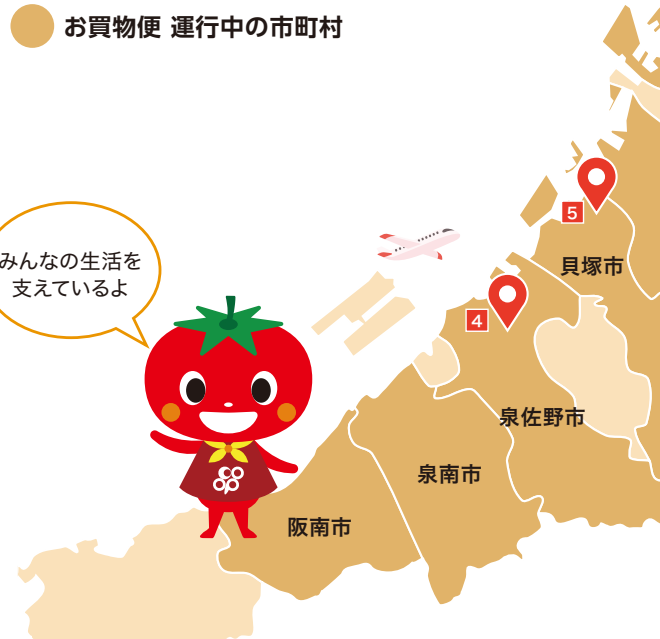 お買物便 運行中の市町村
5
貝塚市
みんなの生活を
支えているよ
4
泉佐野市
泉南市
coop
阪南市